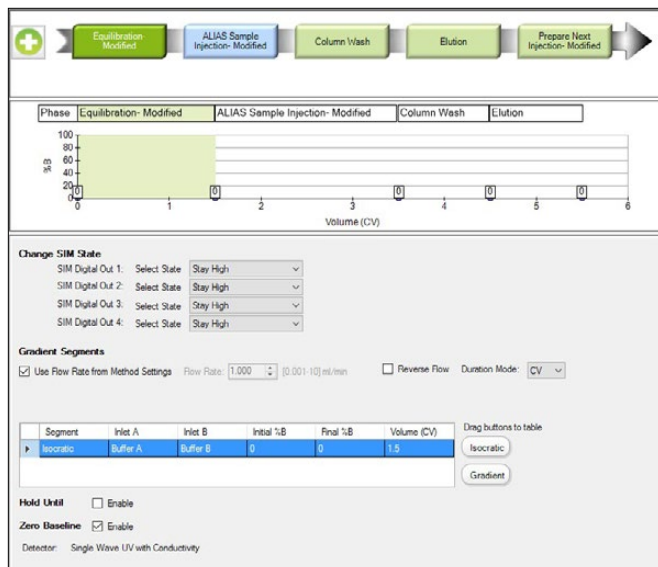 Equilibration- Modified
ALIAS Sample Injection- Modified
Column Wash
Elution
Prepare Next Injection- Modified
Phase Equilibration- Modified ALIAS Sample Injection- Modified Column Wash Elution
100
80
60
40
20
0
%B
0 0 0 0 0
0 1 2 3 4 5 6
Volume (CV)
Change SIM State
SIM Digital Out 1: Select State Stay High
SIM Digital Out 2: Select State Stay High
SIM Digital Out 3: Select State Stay High
SIM Digital Out 4: Select State Stay High
Gradient Segments
Use Flow Rate from Method Settings Flow Rate: 1.000 [0.001-10] ml/min Reverse Flow Duration Mode: CV
Segment Inlet A Inlet B Initial %B Final %B Volume (CV)
Isocratic Buffer A Buffer B 0 0 1.5
Drag buttons to table
Isocratic
Gradient
Hold Until Enable
Zero Baseline Enable
Detector: Single Wave UV with Conductivity